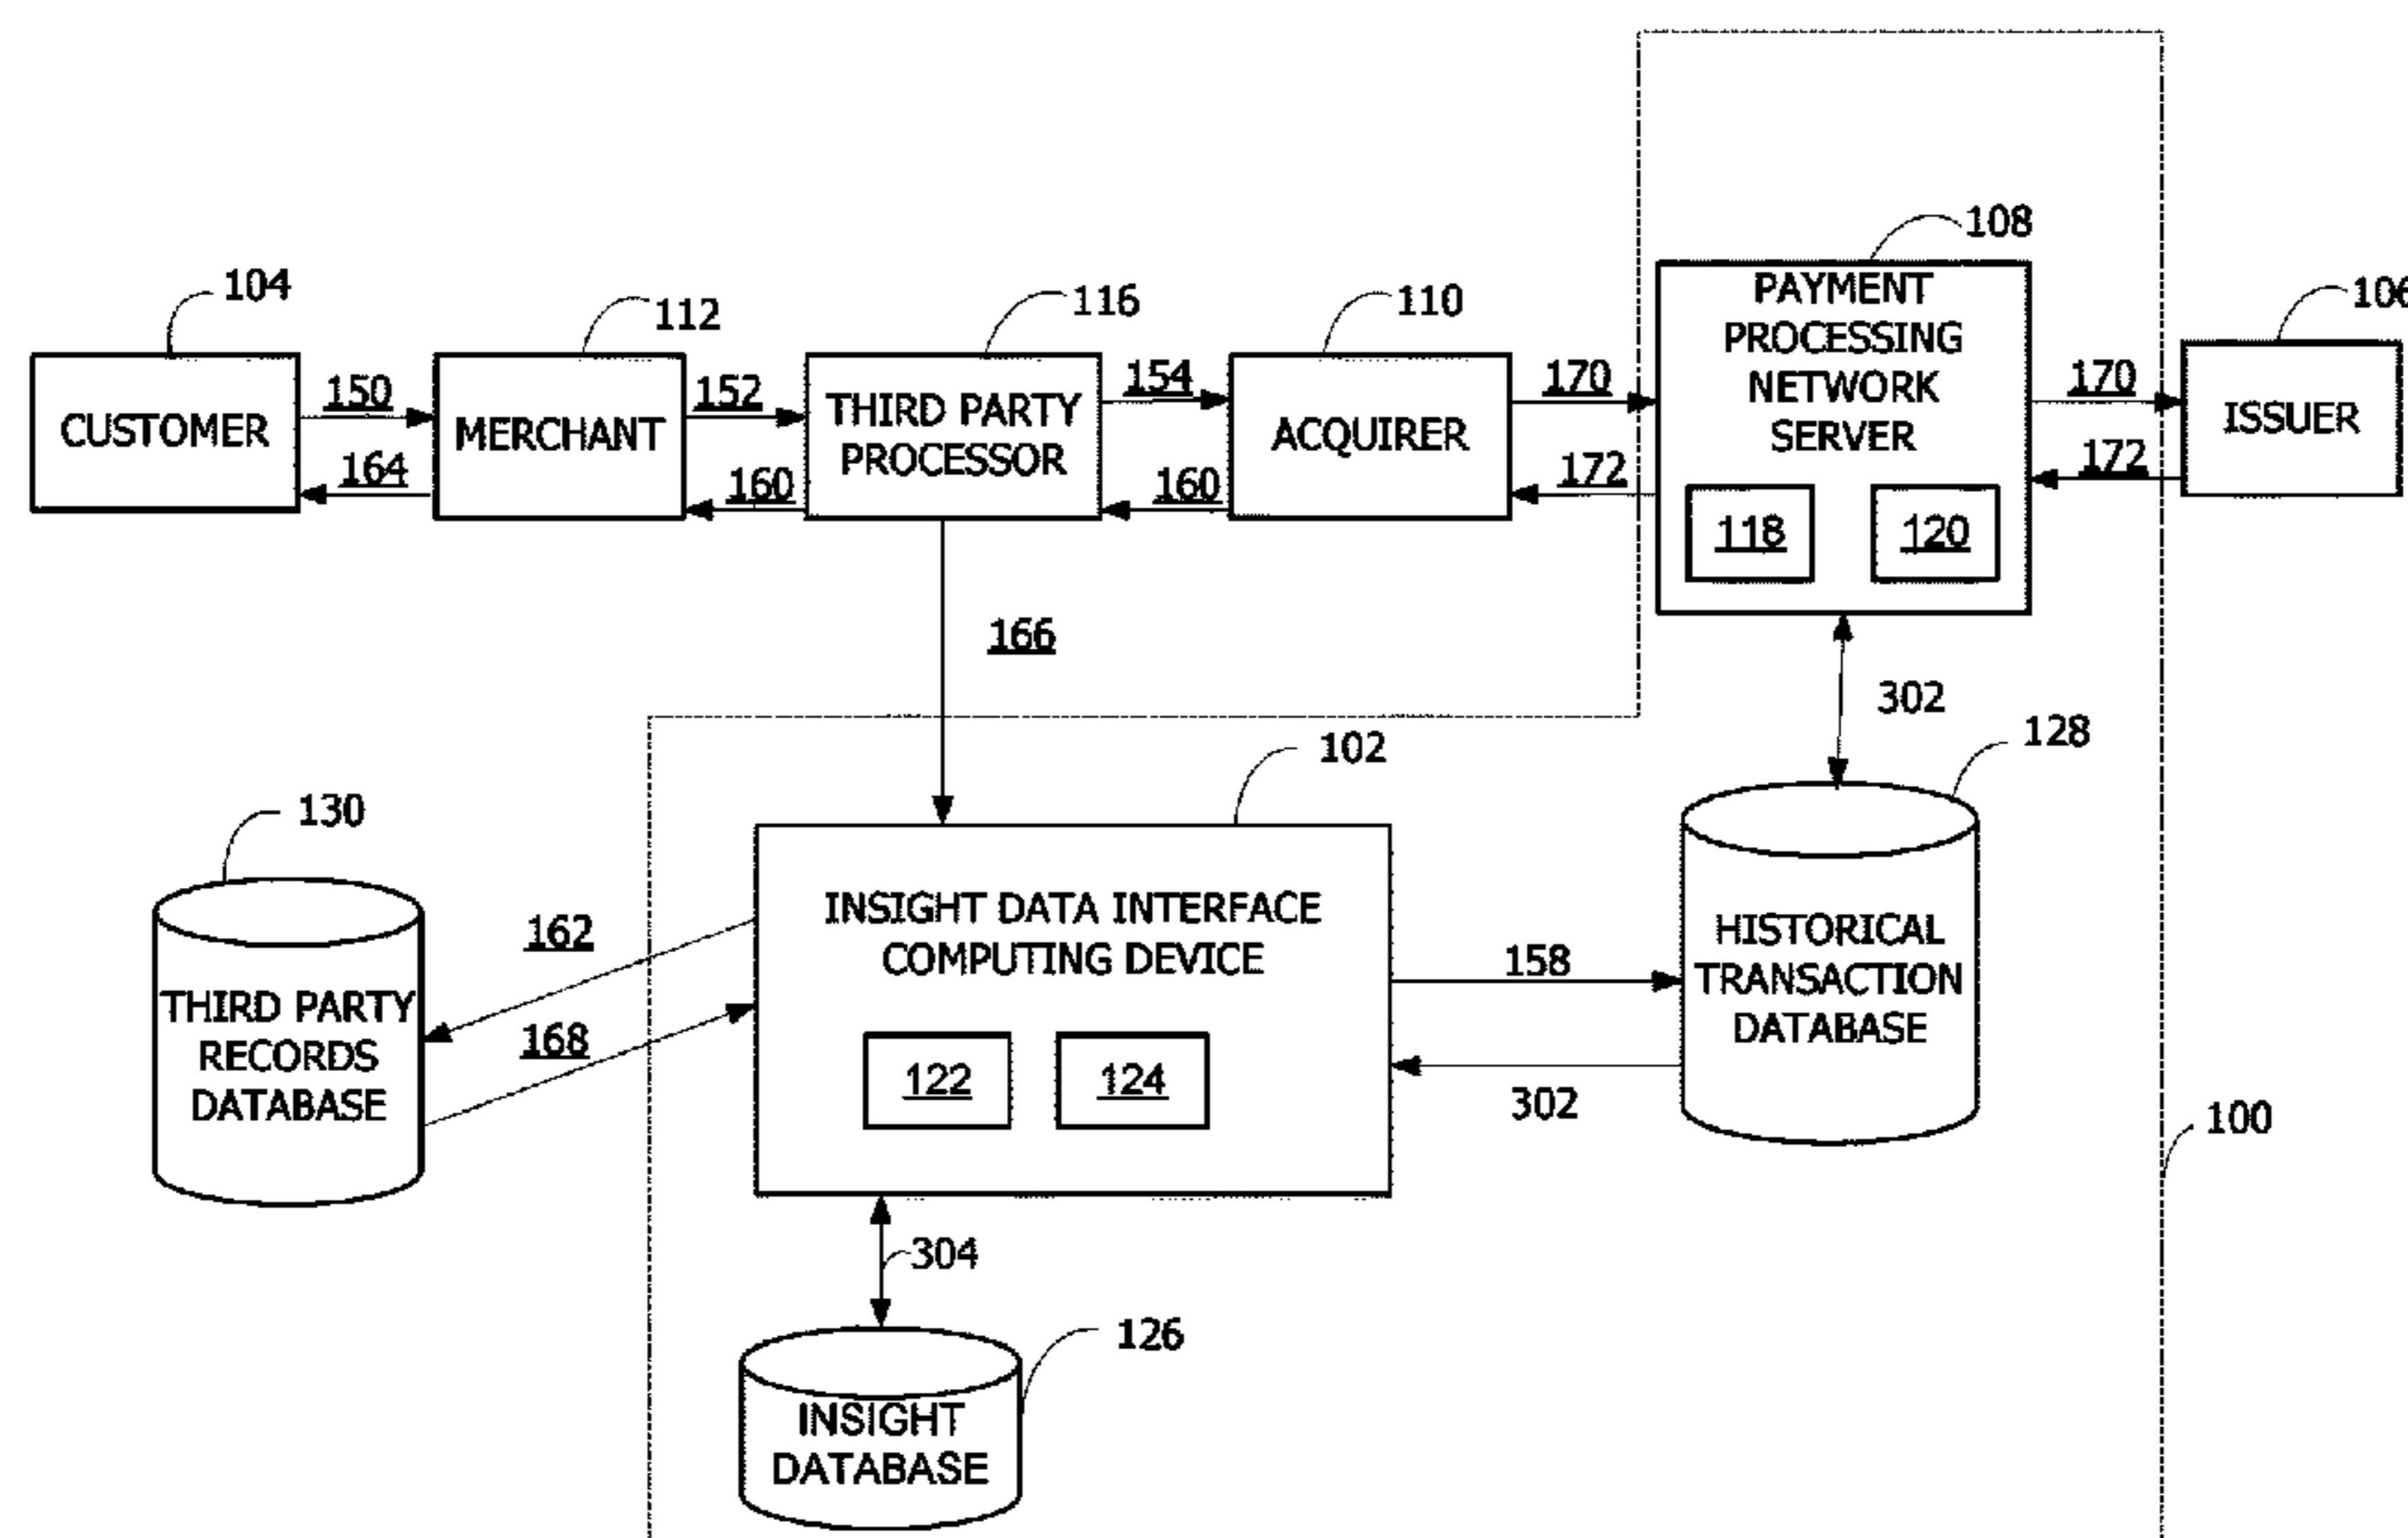 108
104
112
116
110
106
PAYMENT
PROCESSING
NETWORK
SERVER
CUSTOMER
150
164
MERCHANT
152
160
THIRD PARTY
PROCESSOR
154
160
ACQUIRER
170
172
118
120
170
172
ISSUER
166
302
102
128
130
INSIGHT DATA INTERFACE
COMPUTING DEVICE
122
124
162
168
THIRD PARTY
RECORDS
DATABASE
158
302
HISTORICAL
TRANSACTION
DATABASE
100
304
126
INSIGHT
DATABASE